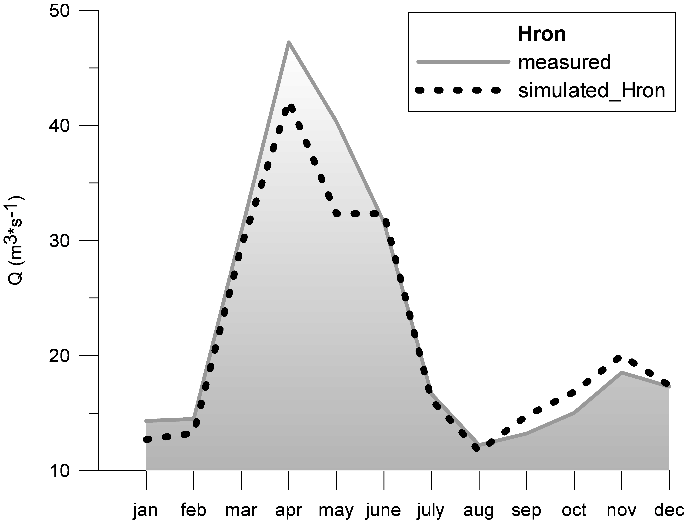 50
40
30
20
10
Q (m3*s-1)
Hron
measured
simulated_Hron
jan feb mar apr may june july aug sep oct nov dec